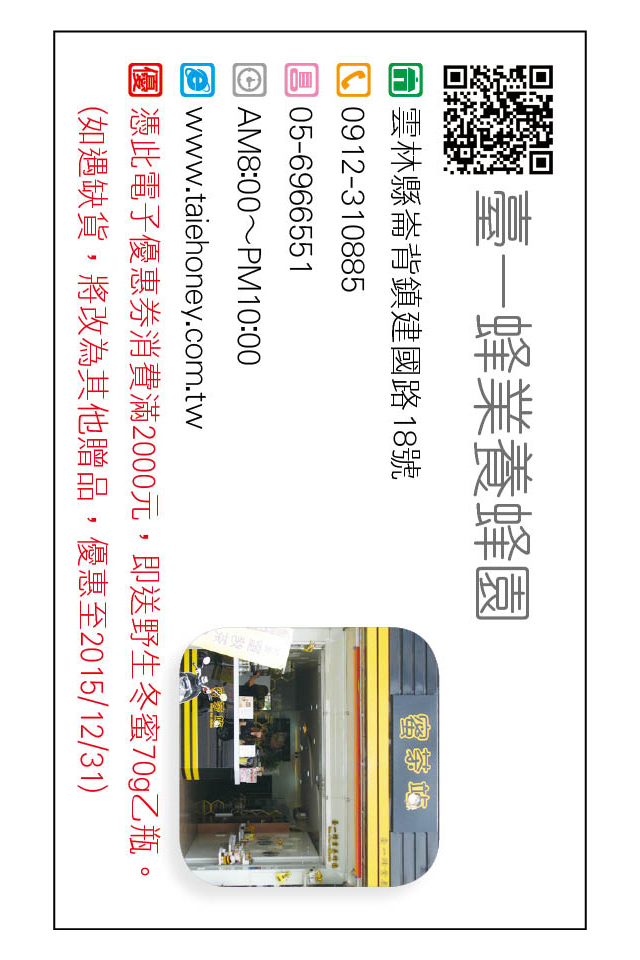 臺一蜂業養蜂園
雲林縣崙背鎮建國路18號
0912-310885
05-6966551
AM8:00～PM10:00
www.taiehoney.com.tw
優 憑此電子優惠券消費滿2000元，即送野生冬蜜70g乙瓶。
(如遇缺貨，將改為其他贈品，優惠至2015/12/31)
蜜芽站